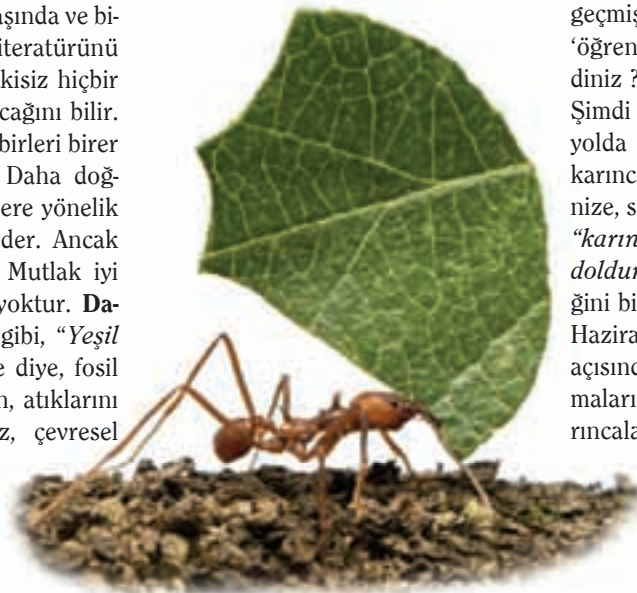 aşında ve bi-
iteratürünü
kisiz hiçbir
cağını bilir.
birleri birer
Daha doğ-
ere yönelik
der. Ancak
Mutlak iyi
yoktur. Da-
gibi, “Yeşil
e diye, fosil
n, atıklarını
z, çevresel
geçmiş
‘öğren
diniz ?
Şimdi
yolda
karınc
nize, s
“karın
doldur
ğini bi
Hazira
açısınd
maları
rıncala